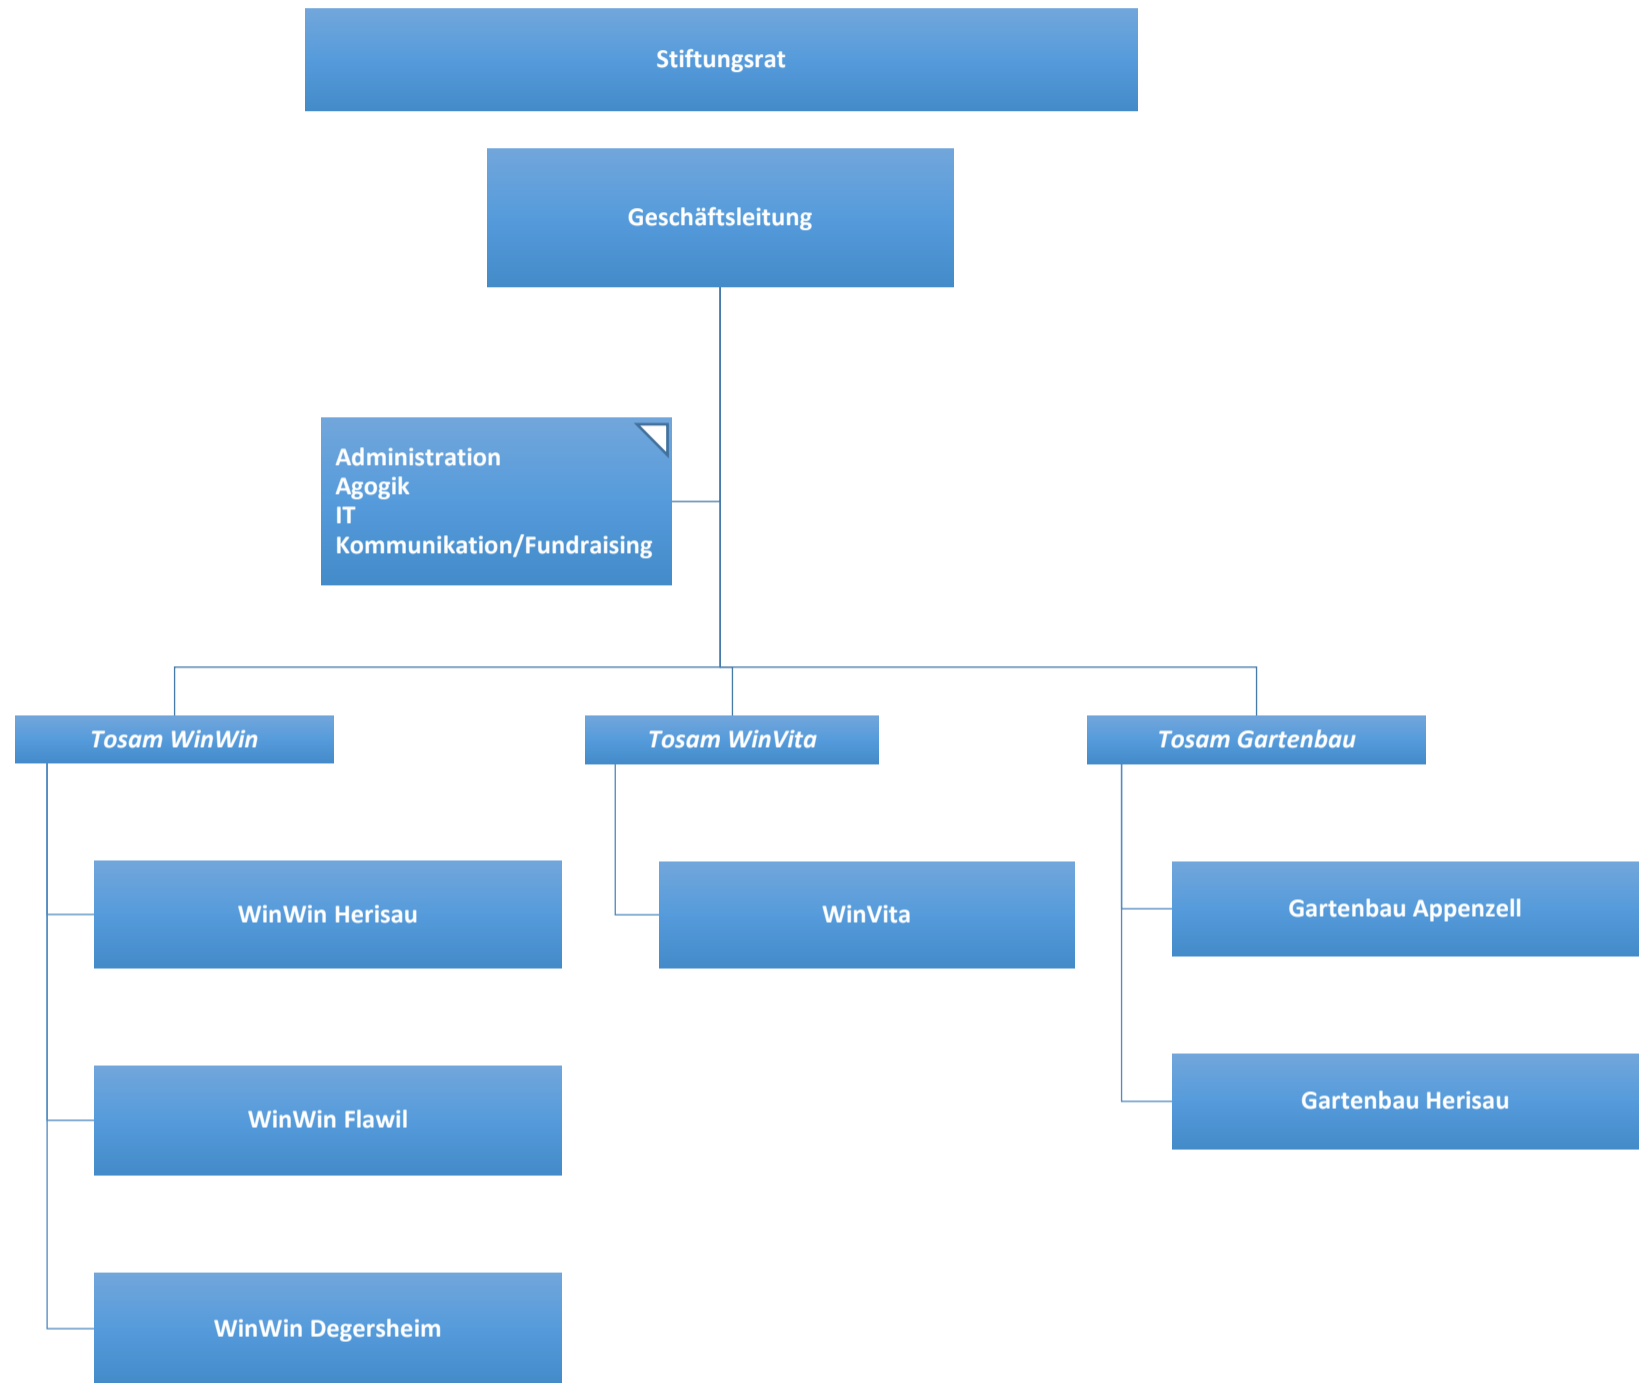 Stiftungsrat
Geschäftsleitung
Administration
Agogik
IT
Kommunikation/Fundraising
Tosam WinWin
Tosam WinVita
Tosam Gartenbau
WinWin Herisau
WinVita
Gartenbau Appenzell
WinWin Flawil
Gartenbau Herisau
WinWin Degersheim